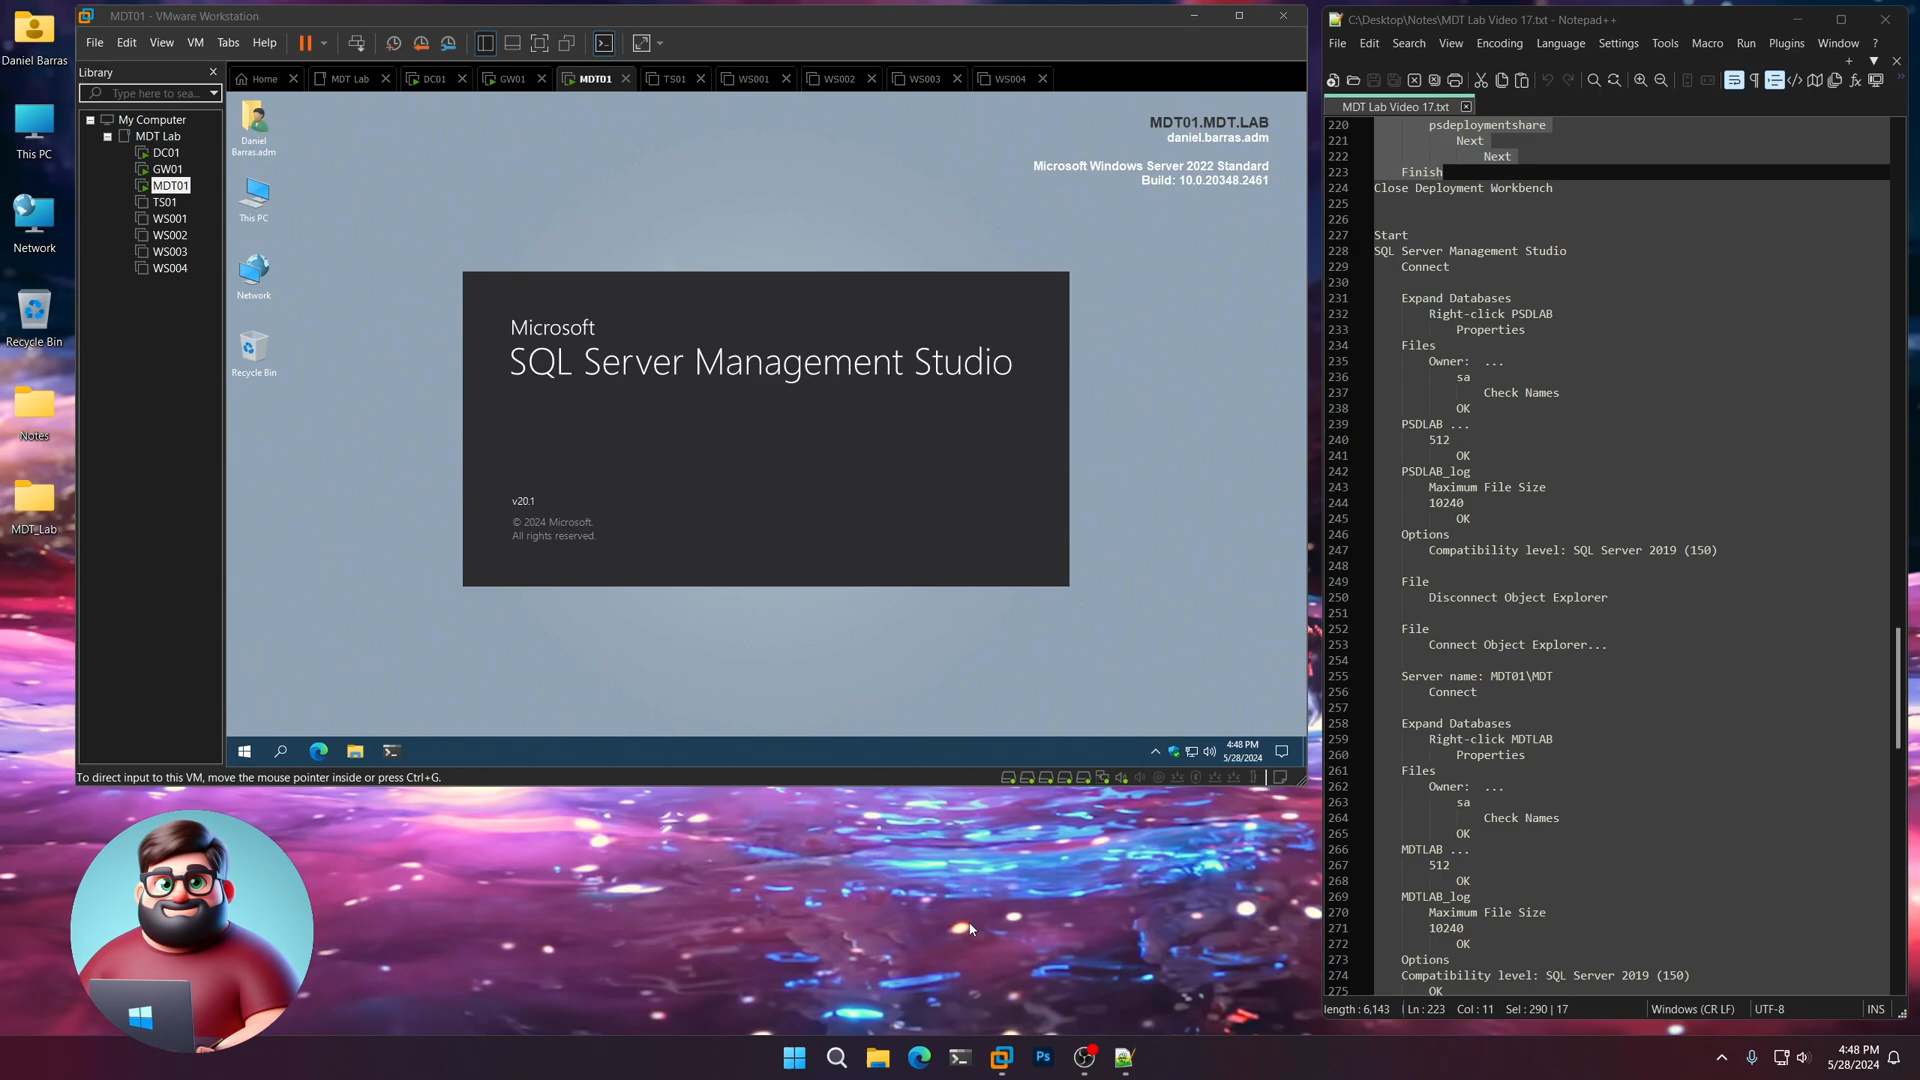 Daniel Barras
This PC
Network
Recycle Bin
Notes
MDT_Lab
MDT01 - VMware Workstation
File Edit View VM Tabs Help
Library
Type here to sea...
My Computer
MDT Lab
DC01
GW01
MDT01
TS01
WS001
WS002
WS003
WS004
Home MDT Lab DC01 GW01 MDT01 TS01 WS001 WS002 WS003 WS004
Daniel
Barras.adm
This PC
Network
Recycle Bin
MDT01.MDT.LAB
daniel.barras.adm
Microsoft Windows Server 2022 Standard
Build: 10.0.20348.2461
Microsoft
SQL Server Management Studio
v20.1
© 2024 Microsoft.
All rights reserved.
4:48 PM
5/28/2024
To direct input to this VM, move the mouse pointer inside or press Ctrl+G.
C:\Desktop\Notes\MDT Lab Video 17.txt - Notepad++
File Edit Search View Encoding Language Settings Tools Macro Run Plugins Window ?
MDT Lab Video 17.txt
220 psdeploymentshare
221 Next
222 Next
223 Finish
224 Close Deployment Workbench
225
226
227 Start
228 SQL Server Management Studio
229 Connect
230
231 Expand Databases
232 Right-click PSDLAB
233 Properties
234 Files
235 Owner: ...
236 sa
237 Check Names
238 OK
239 PSDLAB ...
240 512
241 OK
242 PSDLAB_log
243 Maximum File Size
244 10240
245 OK
246 Options
247 Compatibility level: SQL Server 2019 (150)
248
249 File
250 Disconnect Object Explorer
251
252 File
253 Connect Object Explorer...
254
255 Server name: MDT01\MDT
256 Connect
257
258 Expand Databases
259 Right-click MDTLAB
260 Properties
261 Files
262 Owner: ...
263 sa
264 Check Names
265 OK
266 MDTLAB ...
267 512
268 OK
269 MDTLAB_log
270 Maximum File Size
271 10240
272 OK
273 Options
274 Compatibility level: SQL Server 2019 (150)
275 OK
length : 6,143 Ln : 223 Col : 11 Sel : 290 | 17 Windows (CR LF) UTF-8 INS
Ps
4:48 PM
5/28/2024